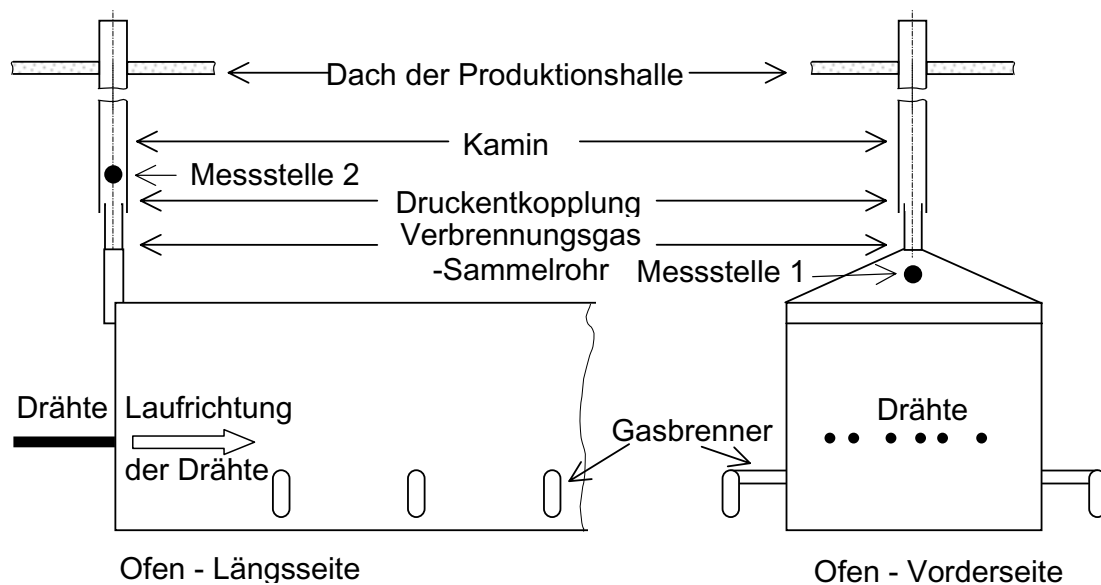 Dach der Produktionshalle
Kamin
Messstelle 2
Druckentkopplung
Verbrennungsgas
-Sammelrohr
Messstelle 1
Drähte
Laufrichtung
der Drähte
Gasbrenner
Drähte
Ofen - Längsseite
Ofen - Vorderseite